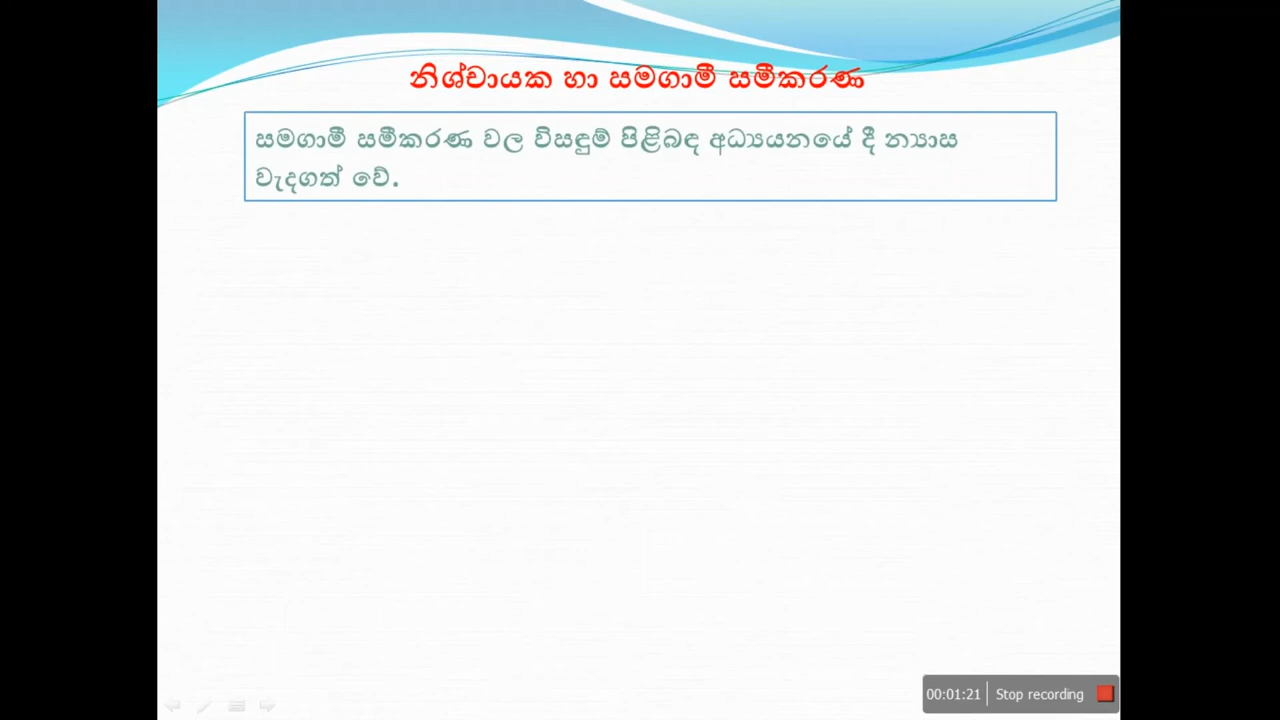 නිශ්චායක හා සමගාමී සමීකරණ
සමගාමී සමීකරණ වල විසඳුම් පිළිබඳ අධ්‍යයනයේ දී න්‍යාස
වැදගත් වේ.
00:01:21 Stop recording